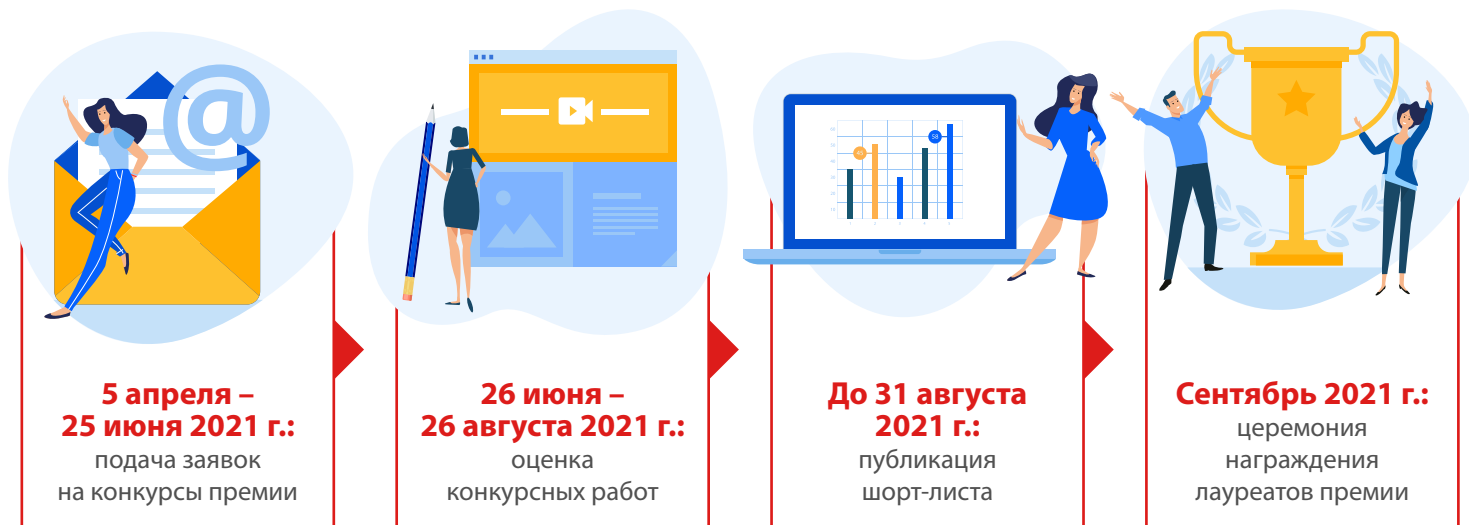 @
5 апреля –
25 июня 2021 г.:
подача заявок
на конкурсы премии
26 июня –
26 августа 2021 г.:
оценка
конкурсных работ
58
До 31 августа
2021 г.:
публикация
шорт-листа
Сентябрь 2021 г.:
церемония
награждения
лауреатов премии